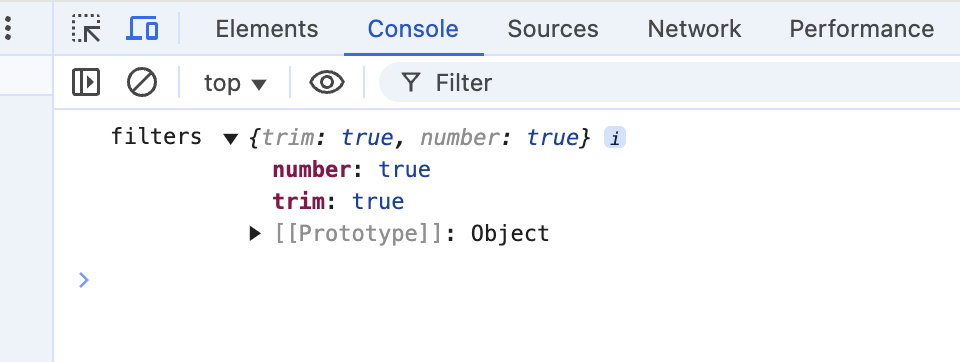 Elements Console Sources Network Performance
top ▼ Filter
filters ▼ {trim: true, number: true} i
number: true
trim: true
▶ [[Prototype]]: Object
>